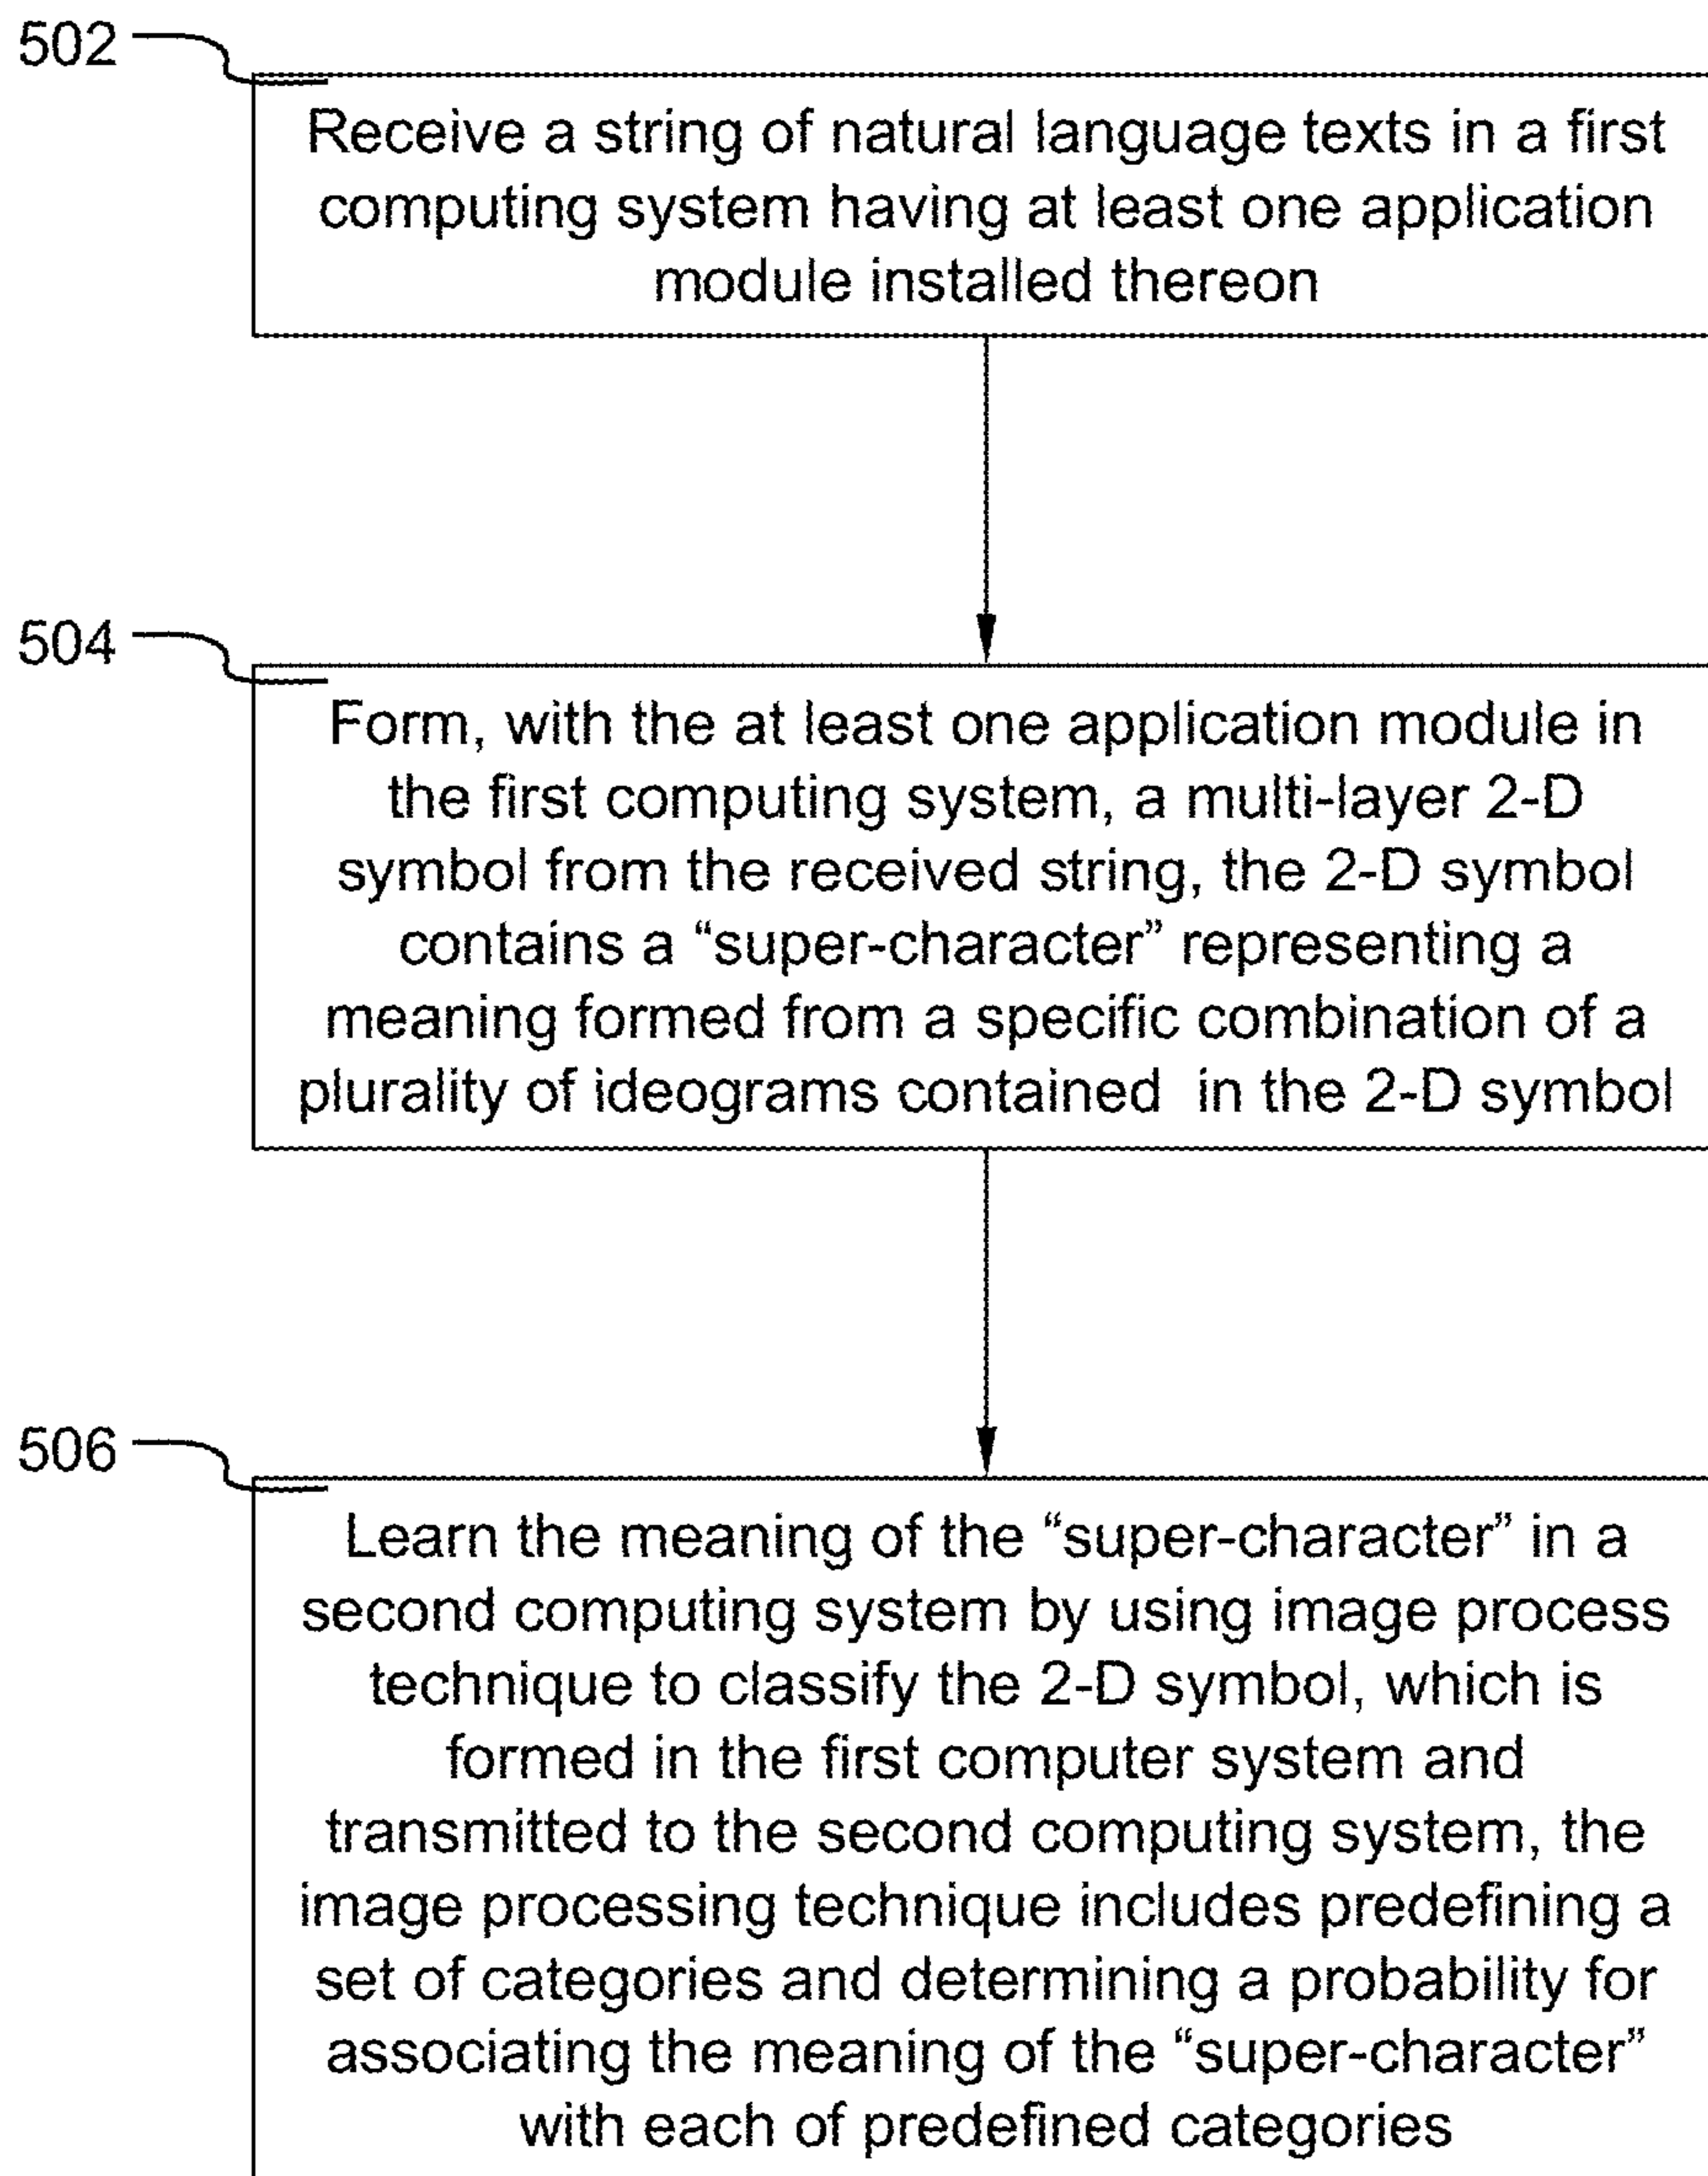 502
Receive a string of natural language texts in a first
computing system having at least one application
module installed thereon
504
Form, with the at least one application module in
the first computing system, a multi-layer 2-D
symbol from the received string, the 2-D symbol
contains a “super-character” representing a
meaning formed from a specific combination of a
plurality of ideograms contained in the 2-D symbol
506
Learn the meaning of the “super-character” in a
second computing system by using image process
technique to classify the 2-D symbol, which is
formed in the first computer system and
transmitted to the second computing system, the
image processing technique includes predefining a
set of categories and determining a probability for
associating the meaning of the “super-character”
with each of predefined categories